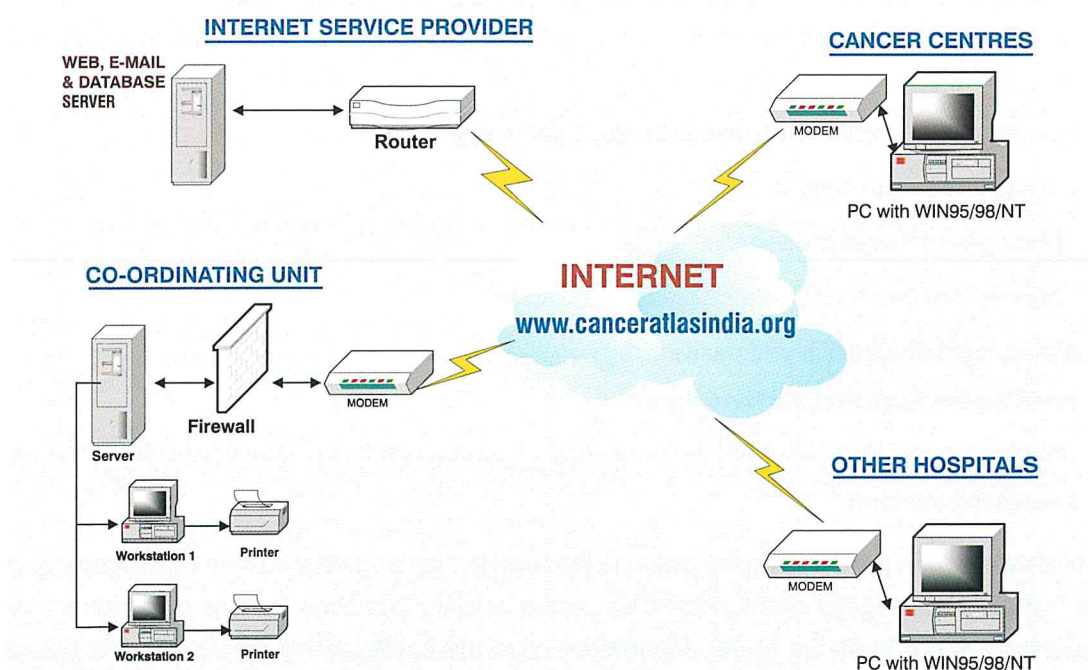 INTERNET SERVICE PROVIDER
WEB, E-MAIL
& DATABASE
SERVER
Router
CANCER CENTRES
MODEM
PC with WIN95/98/NT
INTERNET
www.canceratlasindia.org
CO-ORDINATING UNIT
Server
Firewall
MODEM
Workstation 1
Printer
Workstation 2
Printer
OTHER HOSPITALS
MODEM
PC with WIN95/98/NT